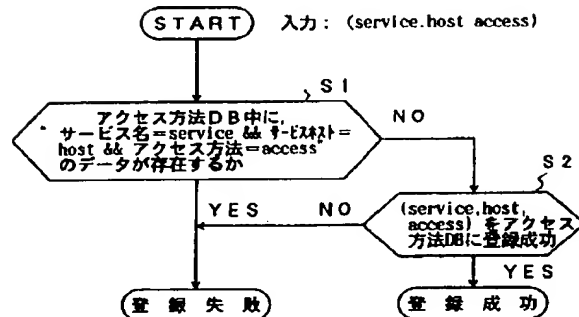 START
入力: (service.host access)
S1
アクセス方法DB中に,
"サービス名=service && サービスホスト=
host && アクセス方法=access"
のデータが存在するか
NO
S2
YES
NO
(service,host,
access) をアクセス
方法DBに登録成功
YES
登録失敗
登録成功